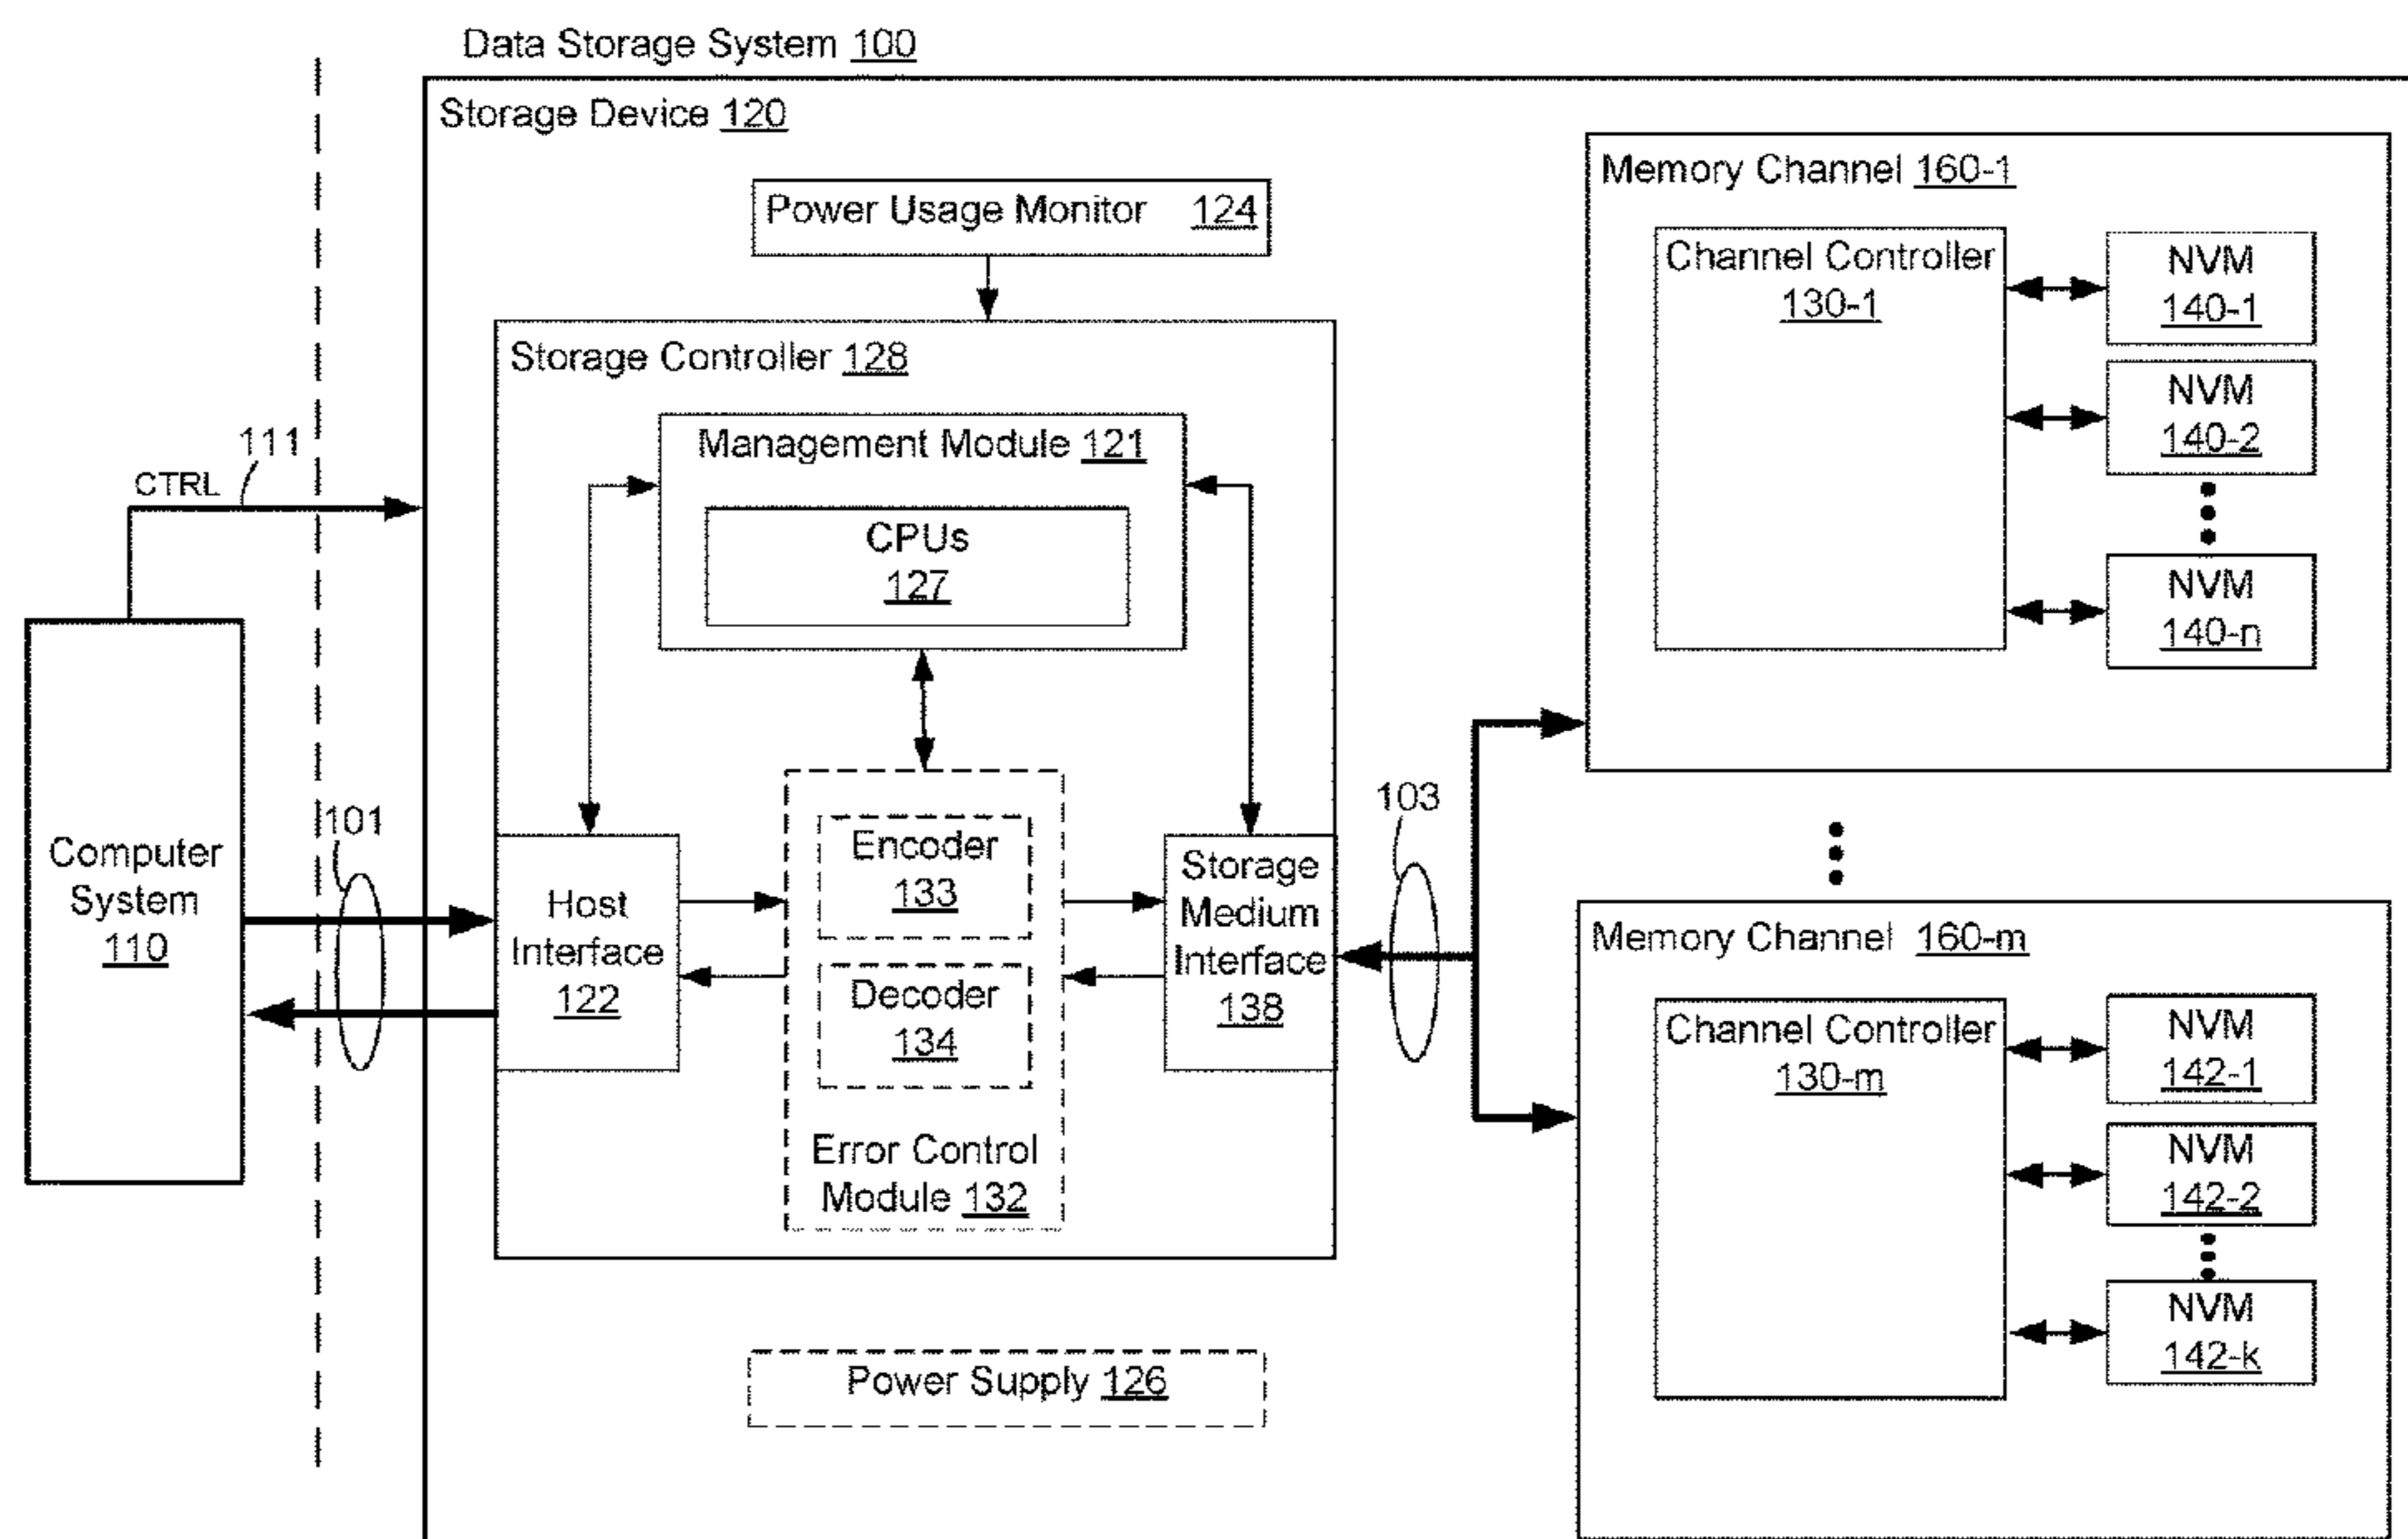 Data Storage System 100
Storage Device 120
Power Usage Monitor 124
Storage Controller 128
Management Module 121
CPUs
127
111
CTRL
Computer
System
110
101
Host
Interface
122
Encoder
133
Decoder
134
Error Control
Module 132
Storage
Medium
Interface
138
103
Power Supply 126
Memory Channel 160-1
Channel Controller
130-1
NVM
140-1
NVM
140-2
NVM
140-n
Memory Channel 160-m
Channel Controller
130-m
NVM
142-1
NVM
142-2
NVM
142-k